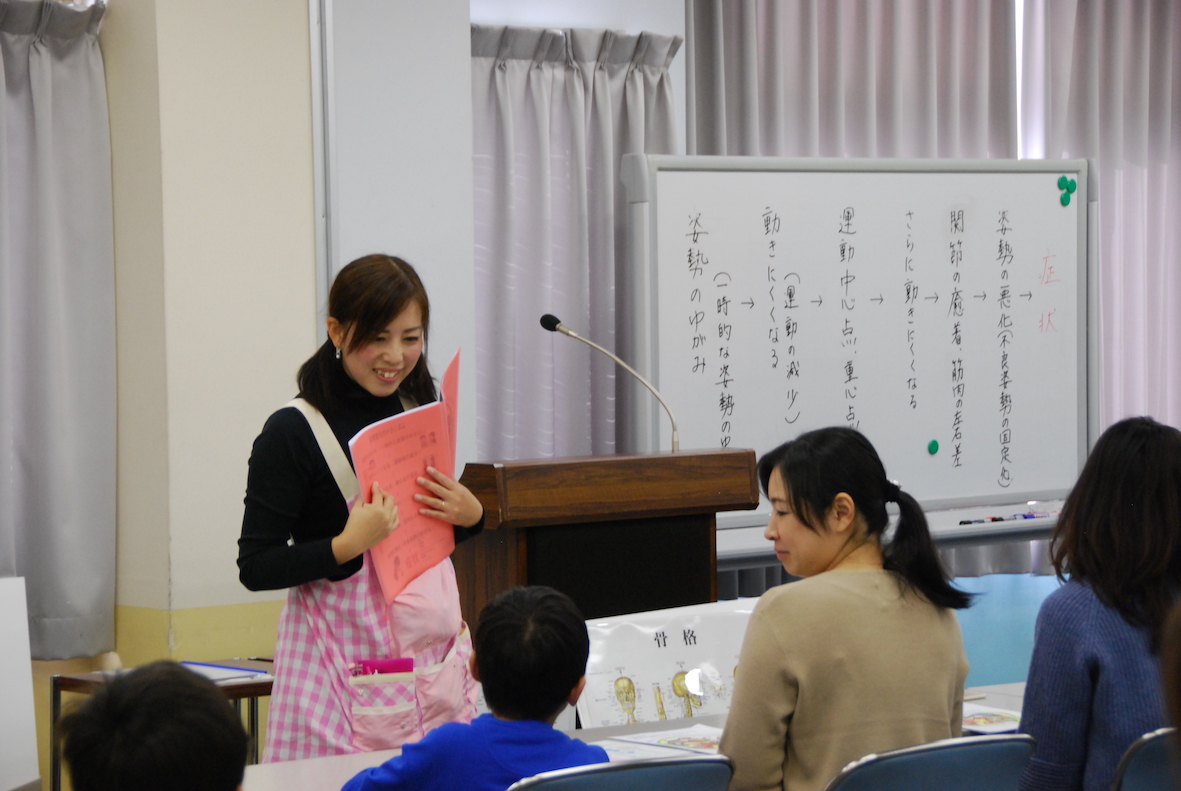 姿勢のゆがみ
(一時的な姿勢のゆ
→
動きにくくなる
(運動の減少)
→
運動中心点、重心点
→
さらに動きにくくなる
→
関節の癒着、筋肉の左右差
→
姿勢の悪化(不良姿勢の固定化)
→
症状
骨格